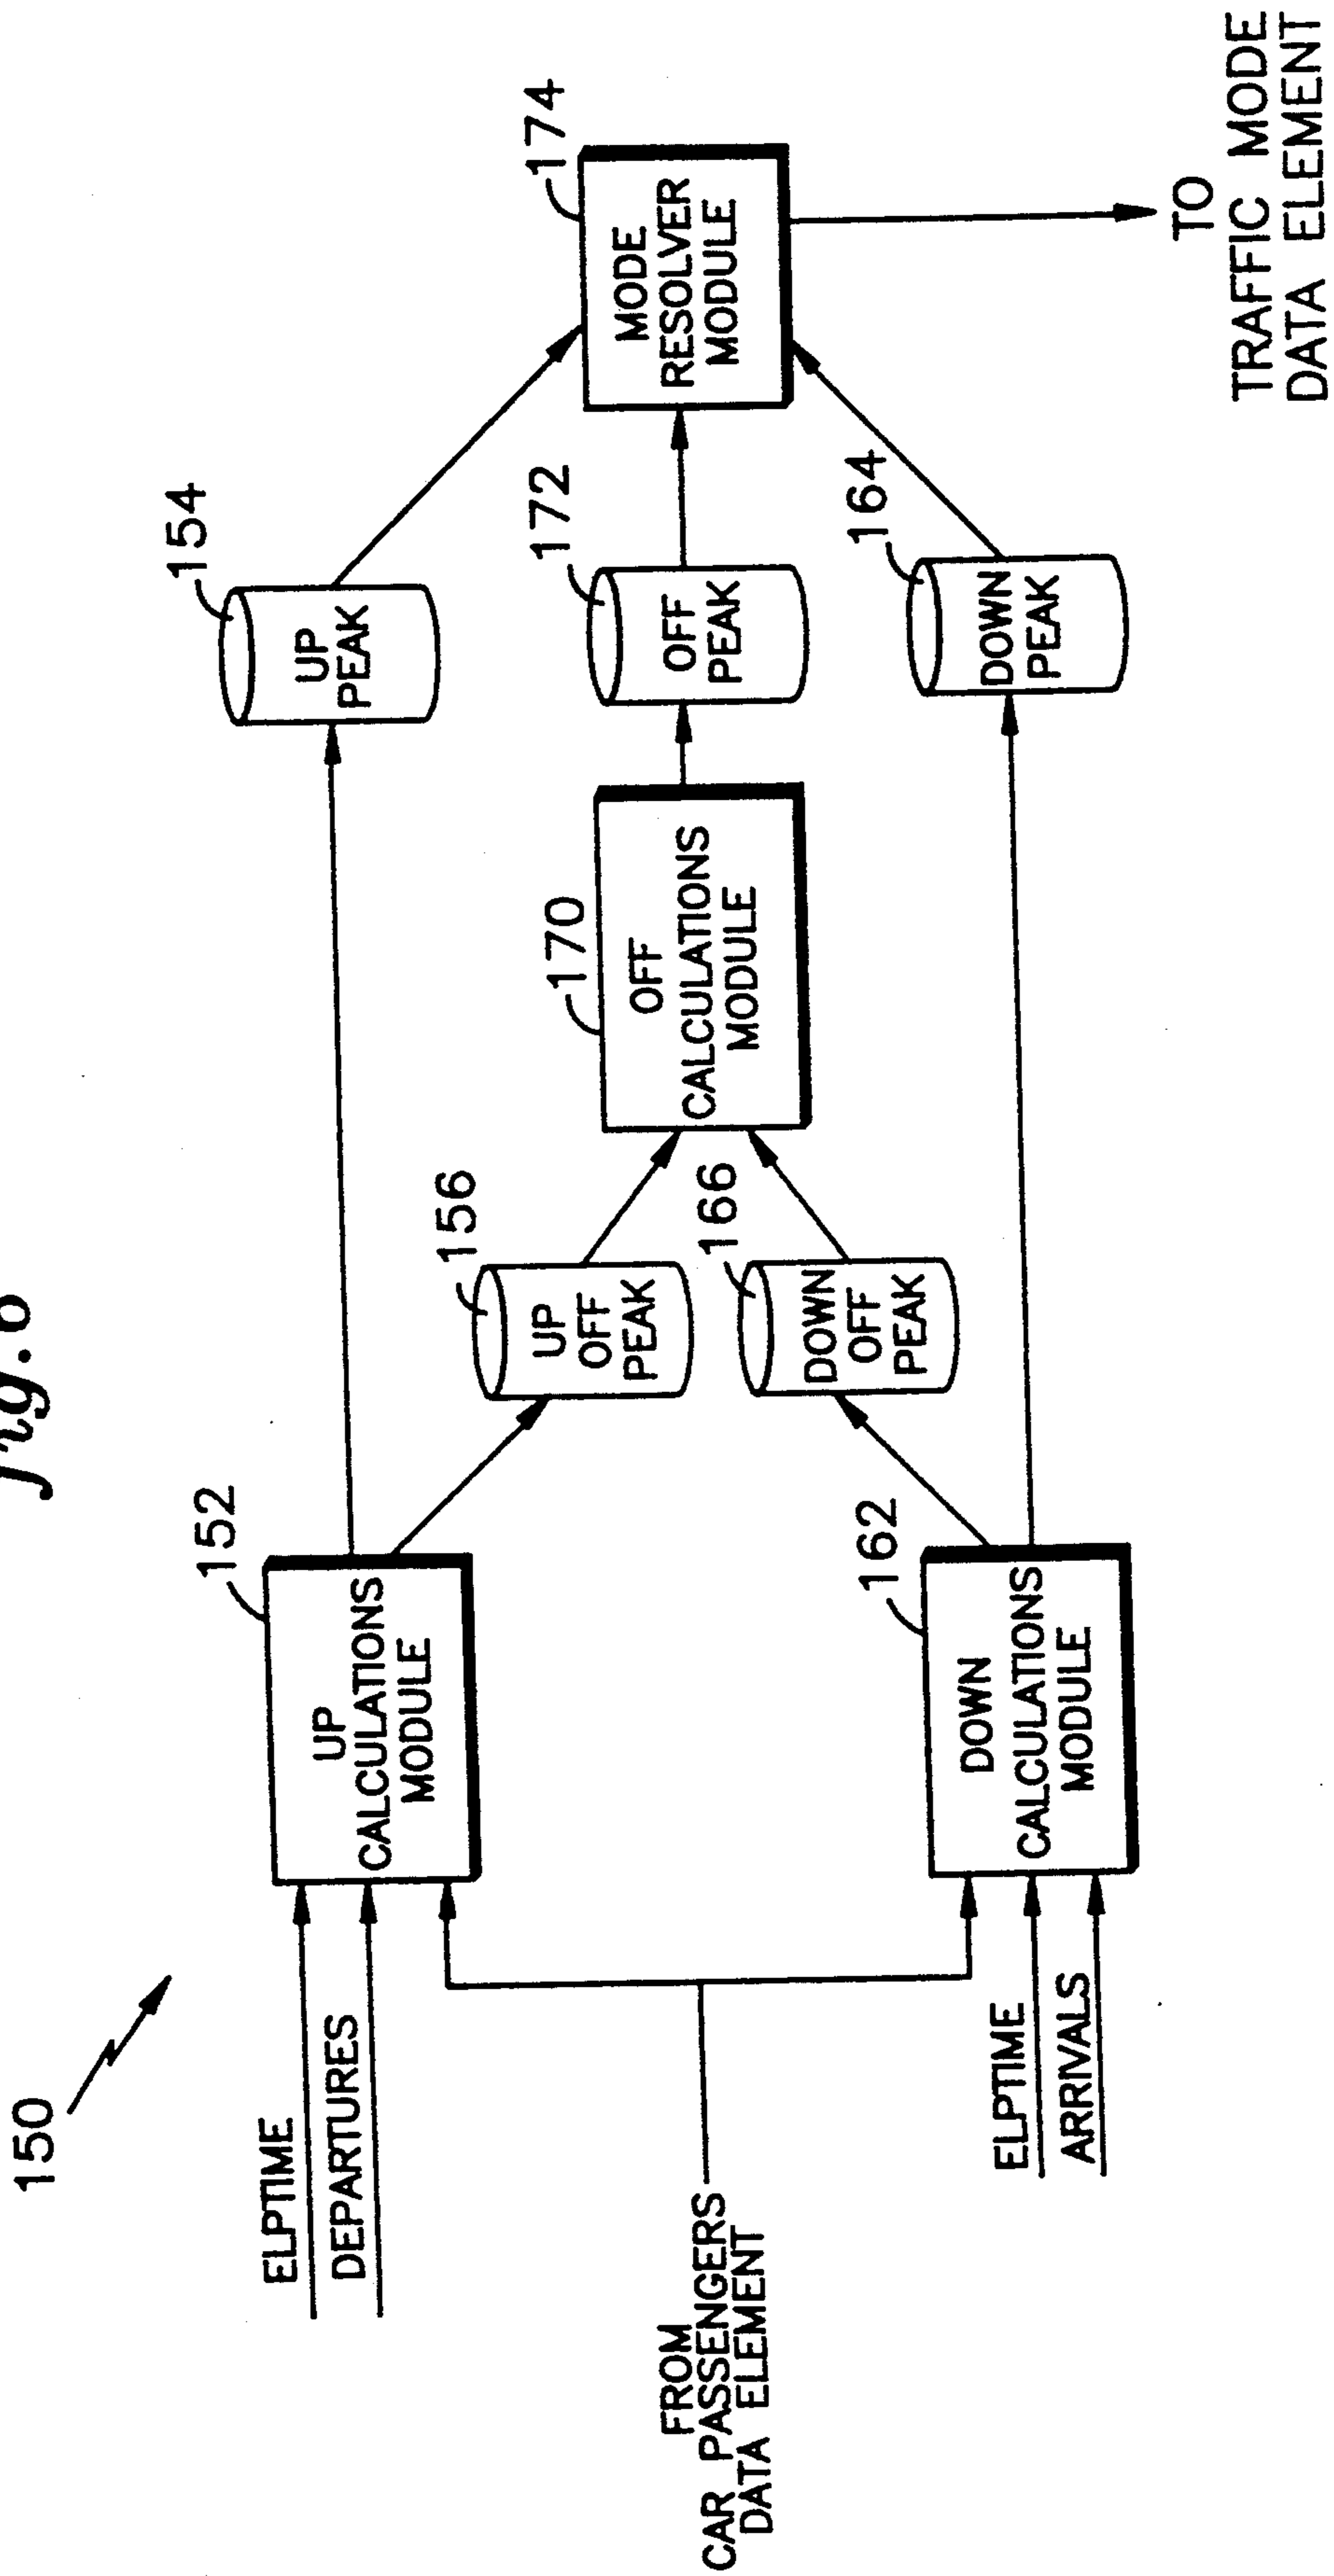 fig. 6
150
ELPTIME
DEPARTURES
152
UP
CALCULATIONS
MODULE
154
UP
PEAK
156
UP
OFF
PEAK
FROM
CAR PASSENGERS
DATA ELEMENT
166
DOWN
OFF
PEAK
170
OFF
CALCULATIONS
MODULE
172
OFF
PEAK
174
MODE
RESOLVER
MODULE
162
DOWN
CALCULATIONS
MODULE
ELPTIME
ARRIVALS
164
DOWN
PEAK
TO
TRAFFIC MODE
DATA ELEMENT